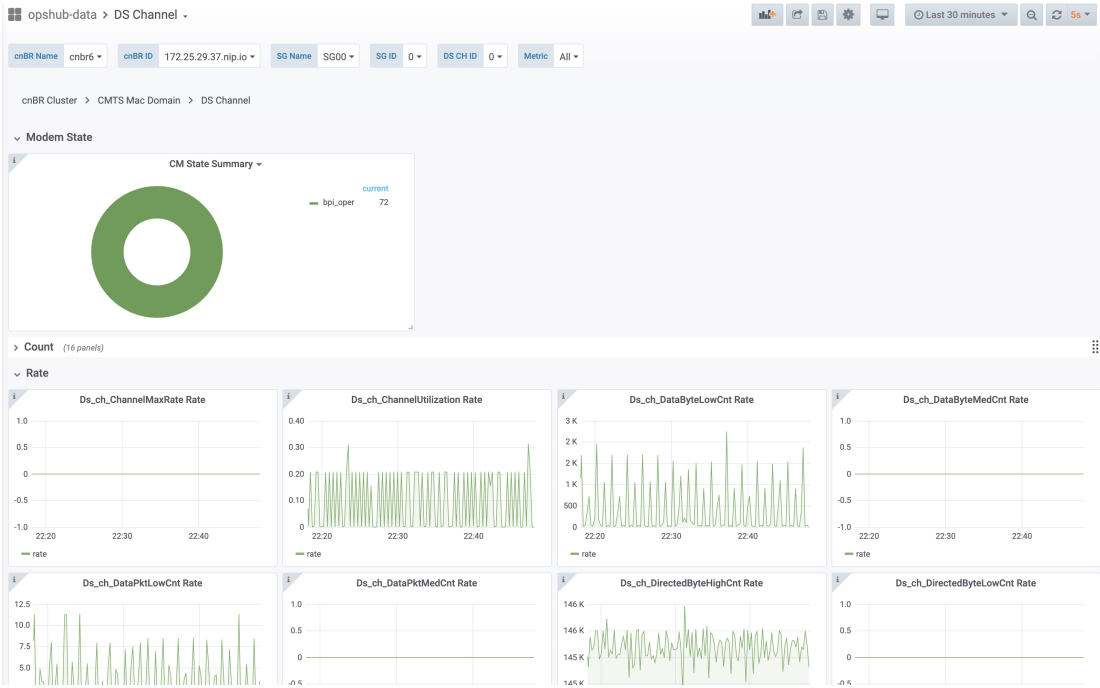 opshub-data > DS Channel
Last 30 minutes 5s
cnBR Name cnbr6 cnBR ID 172.25.29.37.nip.io SG Name SG00 SG ID 0 DS CH ID 0 Metric All
cnBR Cluster > CMTS Mac Domain > DS Channel
Modem State
i
CM State Summary
current
bpi_oper 72
Count (16 panels)
Rate
i
Ds_ch_ChannelMaxRate Rate
1.0
0.5
0
-0.5
-1.0
22:20 22:30 22:40
rate
i
Ds_ch_ChannelUtilization Rate
0.40
0.30
0.20
0.10
0
22:20 22:30 22:40
rate
i
Ds_ch_DataByteLowCnt Rate
3 K
2 K
2 K
1 K
500
0
22:20 22:30 22:40
rate
i
Ds_ch_DataByteMedCnt Rate
1.0
0.5
0
-0.5
-1.0
22:20 22:30 22:40
rate
i
Ds_ch_DataPktLowCnt Rate
12.5
10.0
7.5
5.0
i
Ds_ch_DataPktMedCnt Rate
1.0
0.5
0
-0.5
i
Ds_ch_DirectedByteHighCnt Rate
146 K
146 K
145 K
145 K
i
Ds_ch_DirectedByteLowCnt Rate
1.0
0.5
0
-0.5